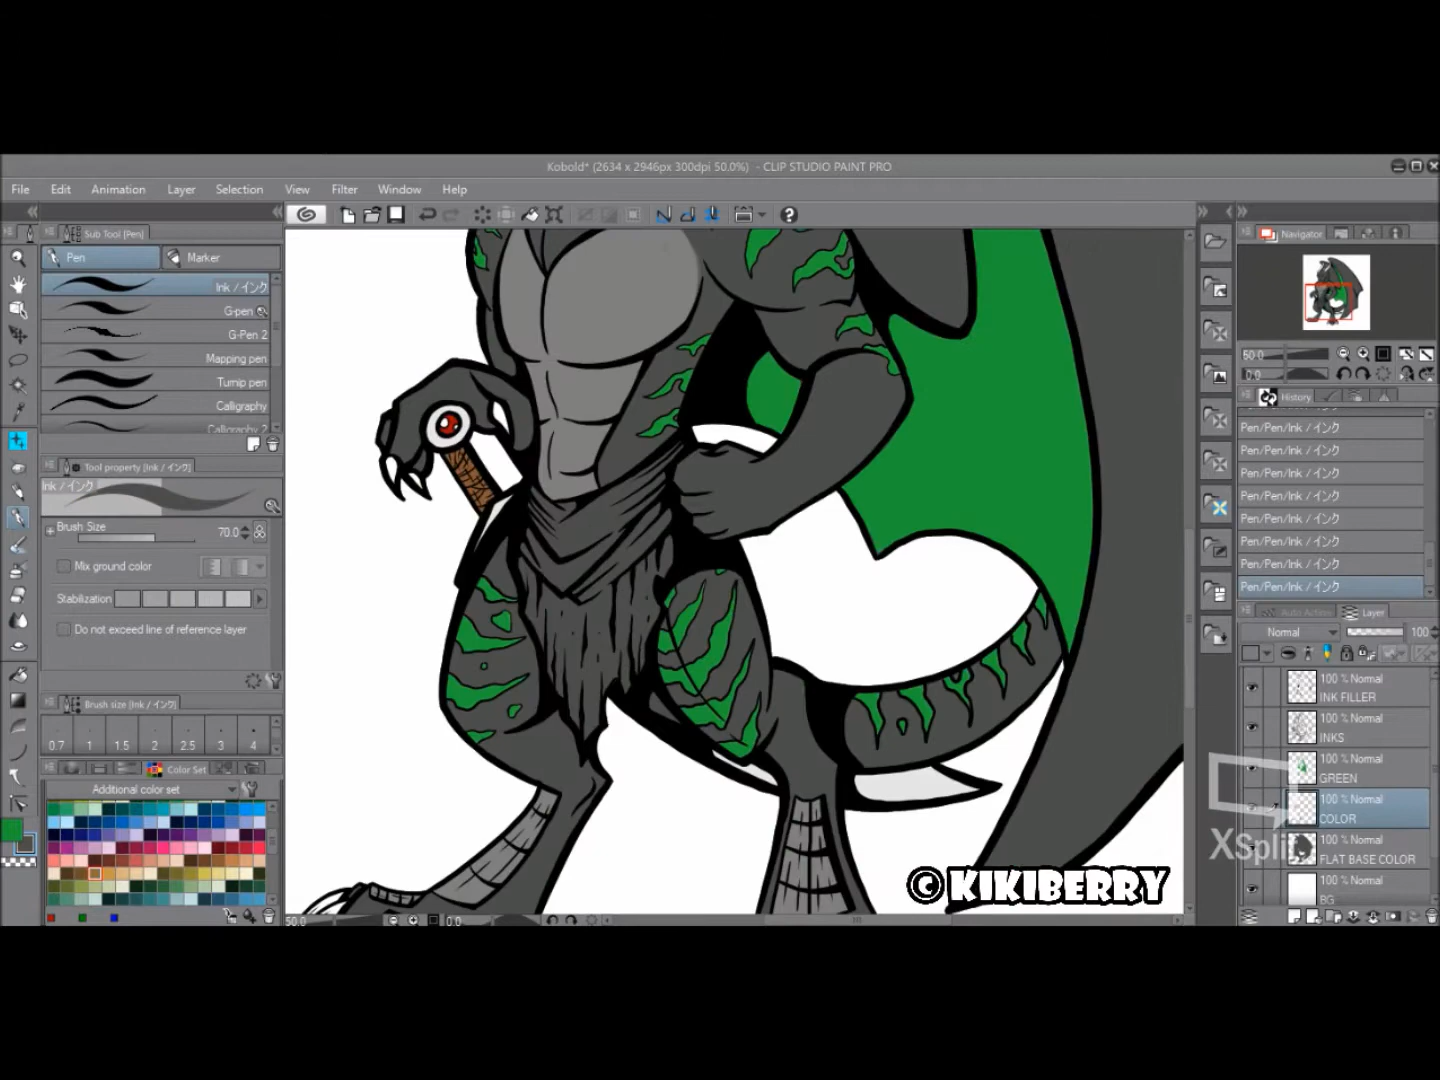 Kobold* (2634 x 2946px 300dpi 50.0%) - CLIP STUDIO PAINT PRO
File Edit Animation Layer Selection View Filter Window Help
Sub Tool [Pen]
Navigator
Pen
Marker
Ink / インク
G-pen
G-Pen 2
Mapping pen
Turnip pen
Calligraphy
Calligraphy 2
Tool property [Ink / インク]
Ink / インク
Brush Size
70.0
Mix ground color
Stabilization
Do not exceed line of reference layer
Brush size [Ink / インク]
0.7 1 1.5 2 2.5 3 4
Color Set
Additional color set
50.0
0.0
50.0
0.0
History
Pen/Pen/Ink / インク
Pen/Pen/Ink / インク
Pen/Pen/Ink / インク
Pen/Pen/Ink / インク
Pen/Pen/Ink / インク
Pen/Pen/Ink / インク
Pen/Pen/Ink / インク
Pen/Pen/Ink / インク
Auto Action
Layer
Normal
100
100 % Normal
INK FILLER
100 % Normal
INKS
100 % Normal
GREEN
100 % Normal
COLOR
100 % Normal
FLAT BASE COLOR
100 % Normal
BG
XSplit
© KIKIBERRY